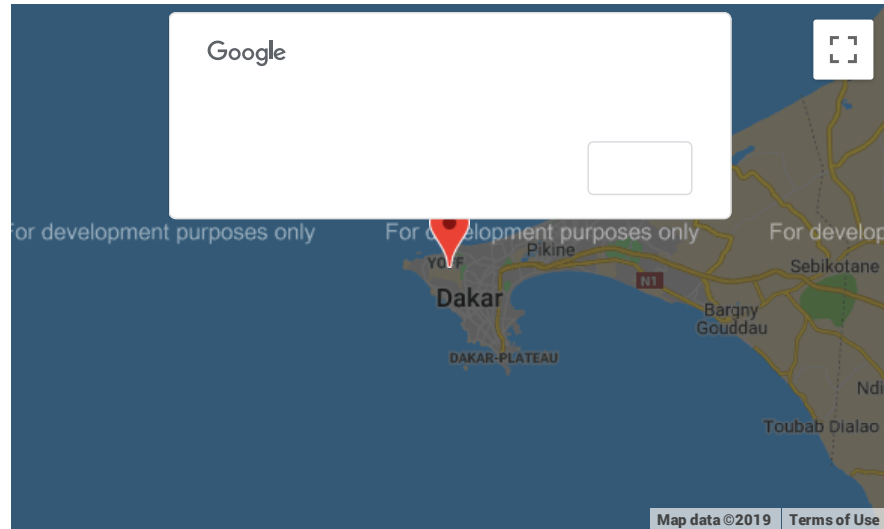 Google
For development purposes only
For development purposes only
For develop
Pikine
YOFF
Sebikotane
N1
Dakar
Bargny
Gouddau
DAKAR-PLATEAU
Ndi
Toubab Dialao
Map data ©2019
Terms of Use